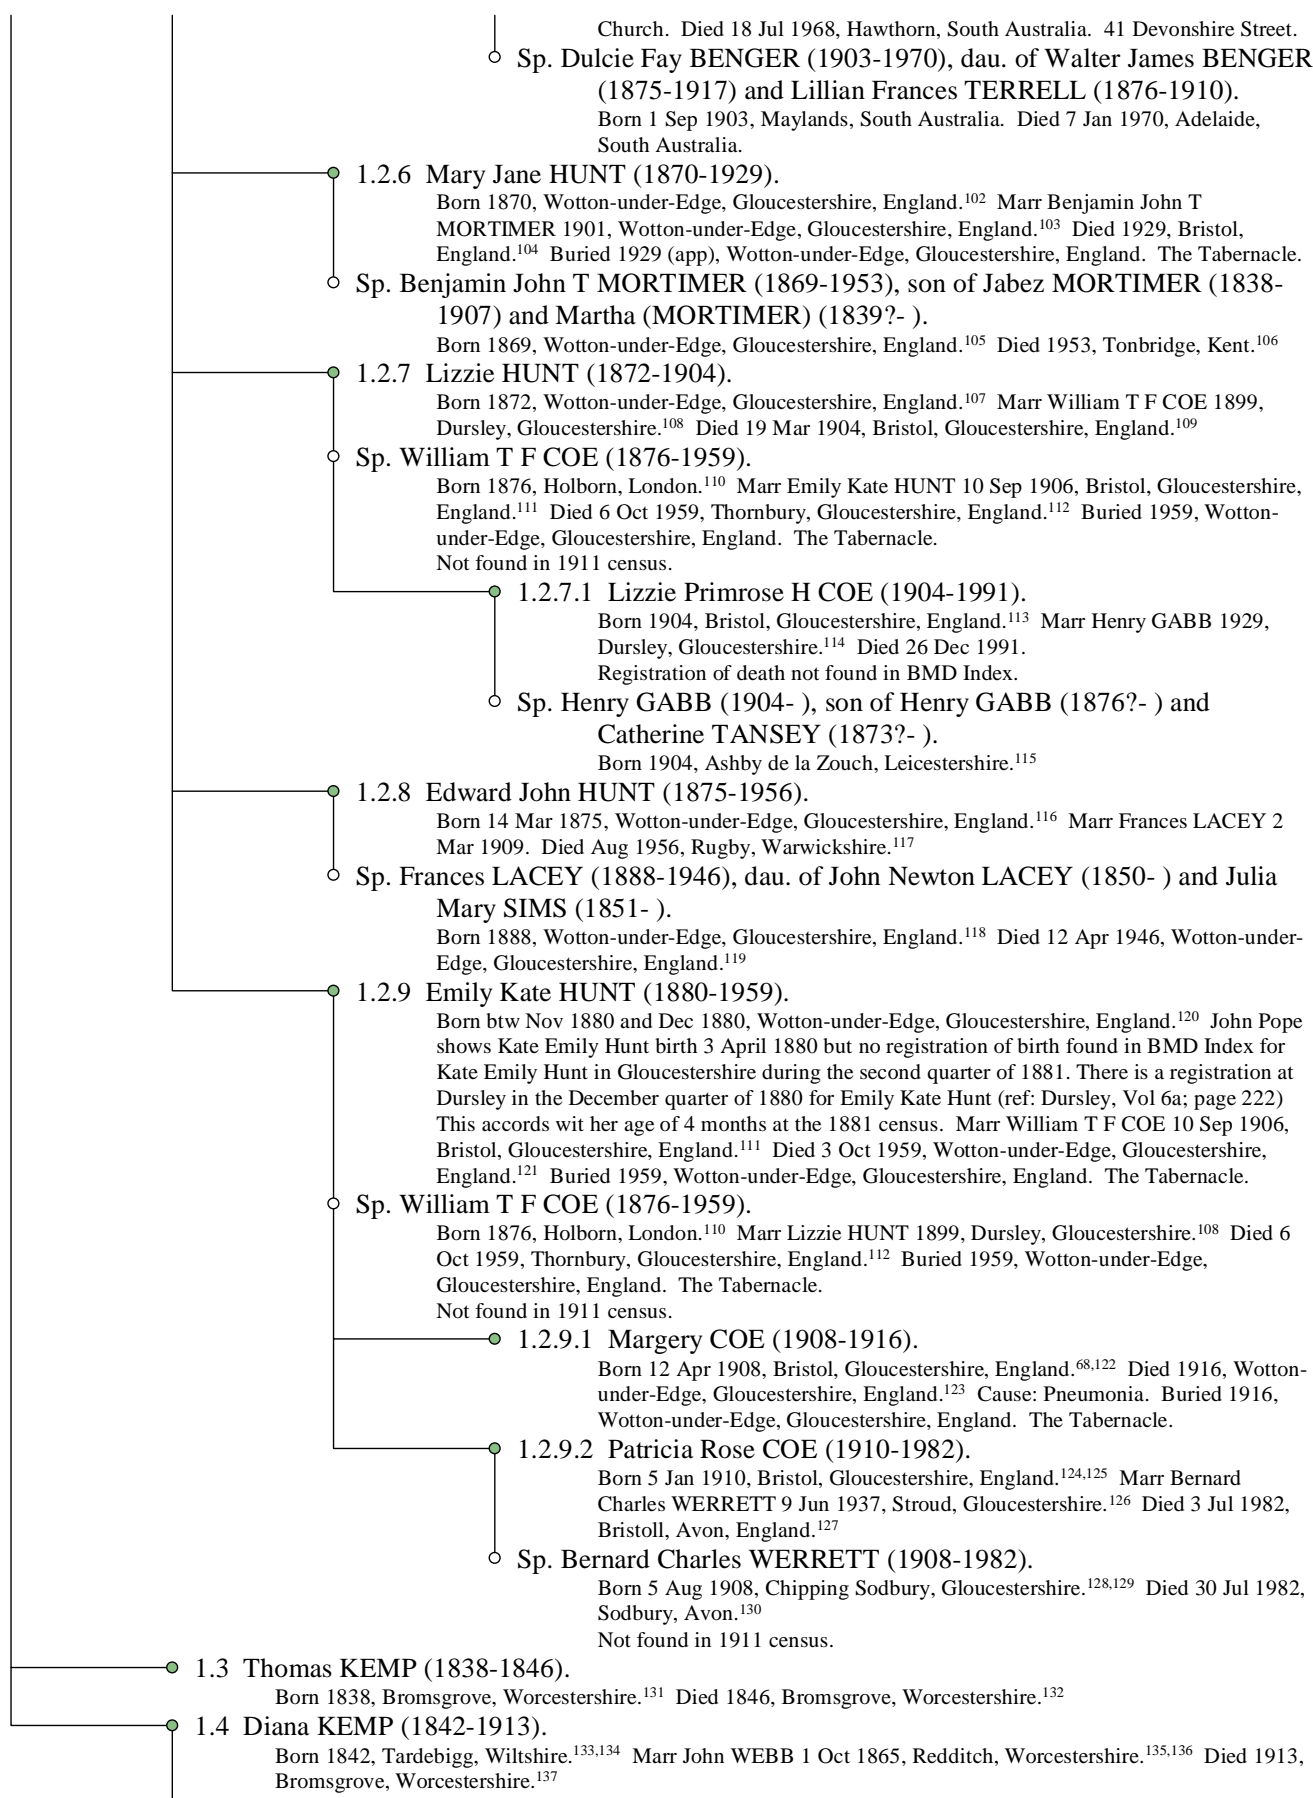 Church. Died 18 Jul 1968, Hawthorn, South Australia. 41 Devonshire Street.
Sp. Dulcie Fay BENGER (1903-1970), dau. of Walter James BENGER
(1875-1917) and Lillian Frances TERRELL (1876-1910).
Born 1 Sep 1903, Maylands, South Australia. Died 7 Jan 1970, Adelaide,
South Australia.
1.2.6 Mary Jane HUNT (1870-1929).
Born 1870, Wotton-under-Edge, Gloucestershire, England.102 Marr Benjamin John T
MORTIMER 1901, Wotton-under-Edge, Gloucestershire, England.103 Died 1929, Bristol,
England.104 Buried 1929 (app), Wotton-under-Edge, Gloucestershire, England. The Tabernacle.
Sp. Benjamin John T MORTIMER (1869-1953), son of Jabez MORTIMER (1838-
1907) and Martha (MORTIMER) (1839?- ).
Born 1869, Wotton-under-Edge, Gloucestershire, England.105 Died 1953, Tonbridge, Kent.106
1.2.7 Lizzie HUNT (1872-1904).
Born 1872, Wotton-under-Edge, Gloucestershire, England.107 Marr William T F COE 1899,
Dursley, Gloucestershire.108 Died 19 Mar 1904, Bristol, Gloucestershire, England.109
Sp. William T F COE (1876-1959).
Born 1876, Holborn, London.110 Marr Emily Kate HUNT 10 Sep 1906, Bristol, Gloucestershire,
England.111 Died 6 Oct 1959, Thornbury, Gloucestershire, England.112 Buried 1959, Wotton-
under-Edge, Gloucestershire, England. The Tabernacle.
Not found in 1911 census.
1.2.7.1 Lizzie Primrose H COE (1904-1991).
Born 1904, Bristol, Gloucestershire, England.113 Marr Henry GABB 1929,
Dursley, Gloucestershire.114 Died 26 Dec 1991.
Registration of death not found in BMD Index.
Sp. Henry GABB (1904- ), son of Henry GABB (1876?- ) and
Catherine TANSEY (1873?- ).
Born 1904, Ashby de la Zouch, Leicestershire.115
1.2.8 Edward John HUNT (1875-1956).
Born 14 Mar 1875, Wotton-under-Edge, Gloucestershire, England.116 Marr Frances LACEY 2
Mar 1909. Died Aug 1956, Rugby, Warwickshire.117
Sp. Frances LACEY (1888-1946), dau. of John Newton LACEY (1850- ) and Julia
Mary SIMS (1851- ).
Born 1888, Wotton-under-Edge, Gloucestershire, England.118 Died 12 Apr 1946, Wotton-under-
Edge, Gloucestershire, England.119
1.2.9 Emily Kate HUNT (1880-1959).
Born btw Nov 1880 and Dec 1880, Wotton-under-Edge, Gloucestershire, England.120 John Pope
shows Kate Emily Hunt birth 3 April 1880 but no registration of birth found in BMD Index for
Kate Emily Hunt in Gloucestershire during the second quarter of 1881. There is a registration at
Dursley in the December quarter of 1880 for Emily Kate Hunt (ref: Dursley, Vol 6a; page 222)
This accords wit her age of 4 months at the 1881 census. Marr William T F COE 10 Sep 1906,
Bristol, Gloucestershire, England.111 Died 3 Oct 1959, Wotton-under-Edge, Gloucestershire,
England.121 Buried 1959, Wotton-under-Edge, Gloucestershire, England. The Tabernacle.
Sp. William T F COE (1876-1959).
Born 1876, Holborn, London.110 Marr Lizzie HUNT 1899, Dursley, Gloucestershire.108 Died 6
Oct 1959, Thornbury, Gloucestershire, England.112 Buried 1959, Wotton-under-Edge,
Gloucestershire, England. The Tabernacle.
Not found in 1911 census.
1.2.9.1 Margery COE (1908-1916).
Born 12 Apr 1908, Bristol, Gloucestershire, England.68,122 Died 1916, Wotton-
under-Edge, Gloucestershire, England.123 Cause: Pneumonia. Buried 1916,
Wotton-under-Edge, Gloucestershire, England. The Tabernacle.
1.2.9.2 Patricia Rose COE (1910-1982).
Born 5 Jan 1910, Bristol, Gloucestershire, England.124,125 Marr Bernard
Charles WERRETT 9 Jun 1937, Stroud, Gloucestershire.126 Died 3 Jul 1982,
Bristoll, Avon, England.127
Sp. Bernard Charles WERRETT (1908-1982).
Born 5 Aug 1908, Chipping Sodbury, Gloucestershire.128,129 Died 30 Jul 1982,
Sodbury, Avon.130
Not found in 1911 census.
1.3 Thomas KEMP (1838-1846).
Born 1838, Bromsgrove, Worcestershire.131 Died 1846, Bromsgrove, Worcestershire.132
1.4 Diana KEMP (1842-1913).
Born 1842, Tardebigg, Wiltshire.133,134 Marr John WEBB 1 Oct 1865, Redditch, Worcestershire.135,136 Died 1913,
Bromsgrove, Worcestershire.137